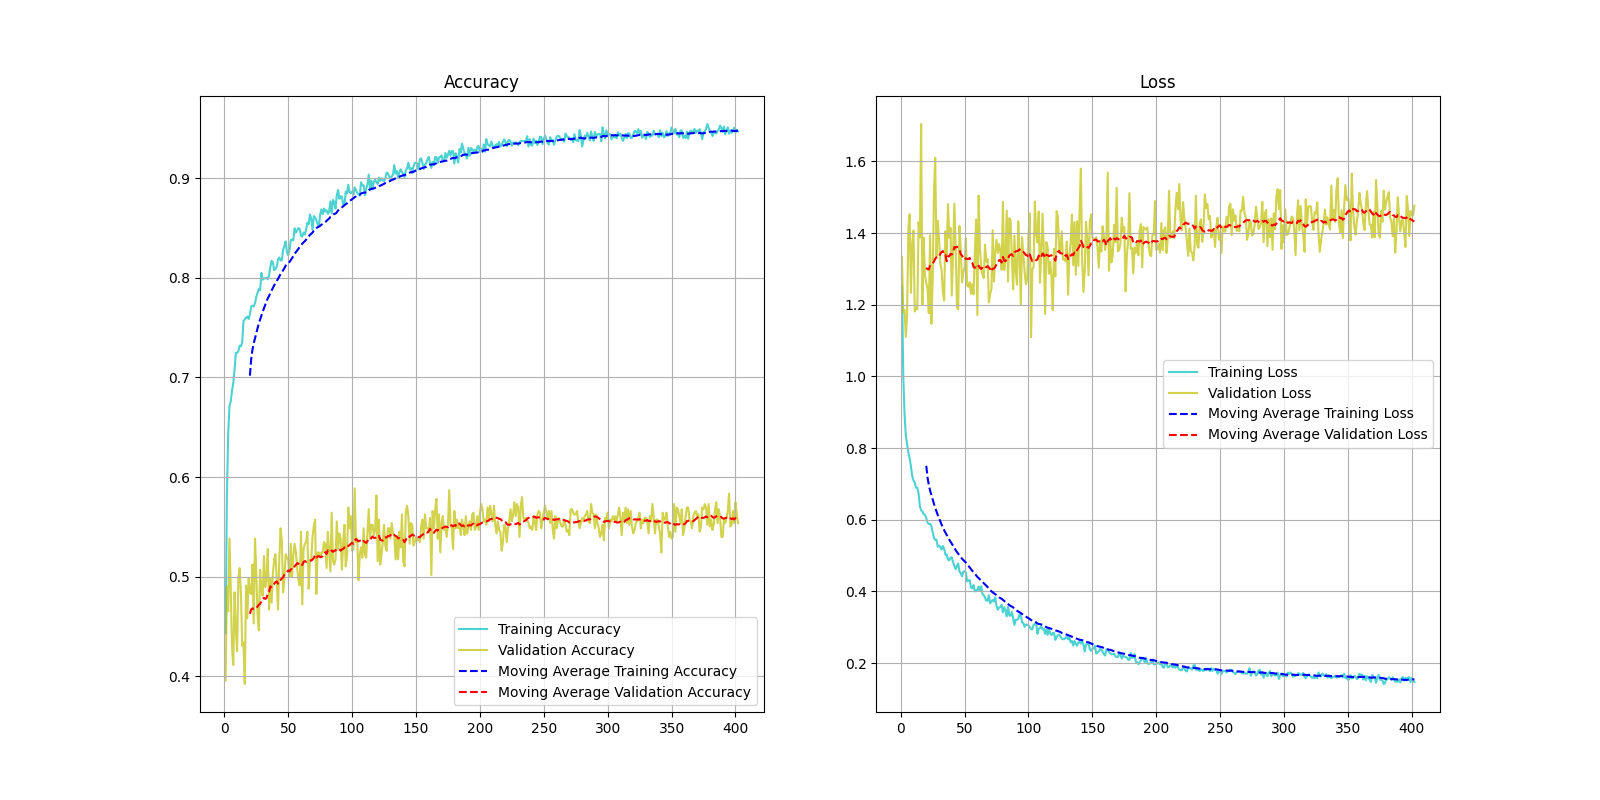 Accuracy
0.9
0.8
0.7
0.6
0.5
0.4
0 50 100 150 200 250 300 350 400
Training Accuracy
Validation Accuracy
Moving Average Training Accuracy
Moving Average Validation Accuracy
Loss
1.6
1.4
1.2
1.0
0.8
0.6
0.4
0.2
0 50 100 150 200 250 300 350 400
Training Loss
Validation Loss
Moving Average Training Loss
Moving Average Validation Loss